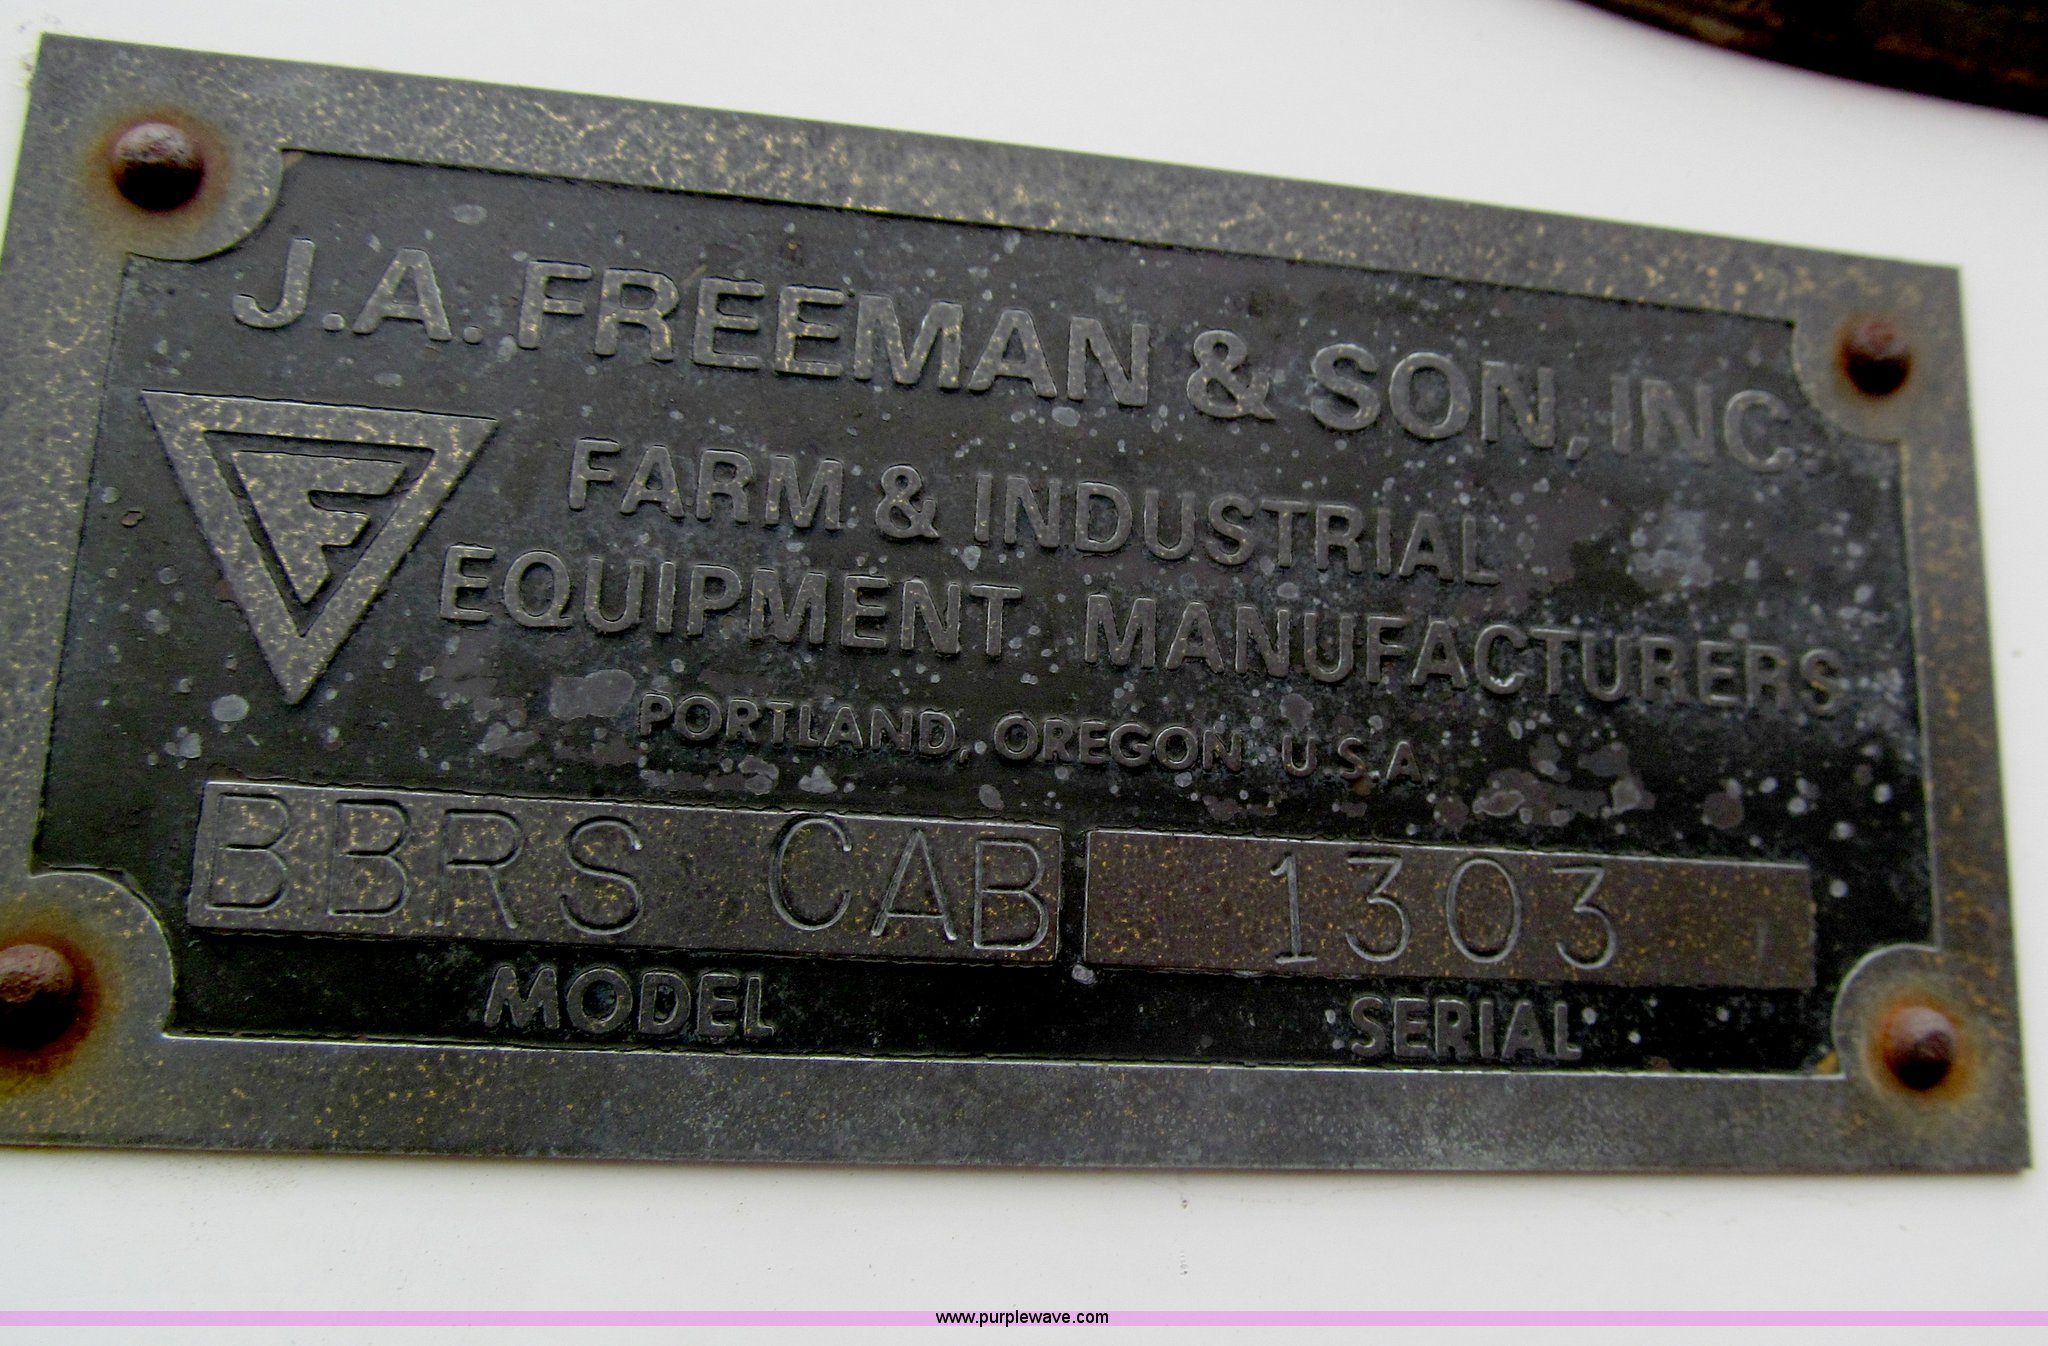 J.A. FREEMAN & SON, INC.
F
FARM & INDUSTRIAL
EQUIPMENT MANUFACTURERS
PORTLAND, OREGON U.S.A.
BBRS CAB 1303
MODEL SERIAL
www.purplewave.com